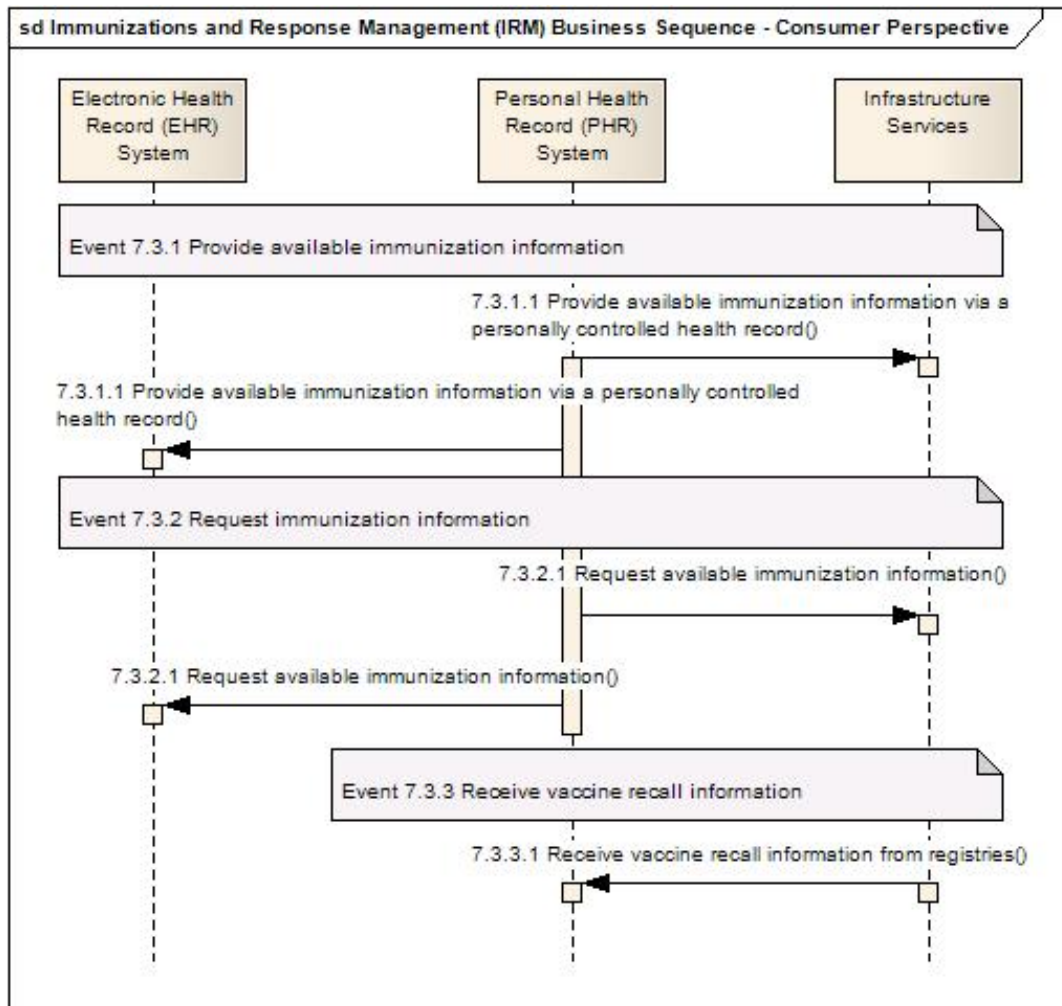 sd Immunizations and Response Management (IRM) Business Sequence - Consumer Perspective
Electronic Health
Record (EHR)
System
Personal Health
Record (PHR)
System
Infrastructure
Services
Event 7.3.1 Provide available immunization information
7.3.1.1 Provide available immunization information via a
personally controlled health record()
7.3.1.1 Provide available immunization information via a personally controlled
health record()
Event 7.3.2 Request immunization information
7.3.2.1 Request available immunization information()
7.3.2.1 Request available immunization information()
Event 7.3.3 Receive vaccine recall information
7.3.3.1 Receive vaccine recall information from registries()